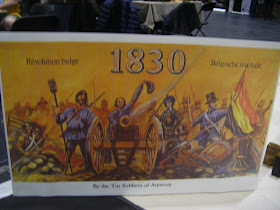 1830
Révolution belge
Belgische revolutie
By the Tin Soldiers of Antwerp